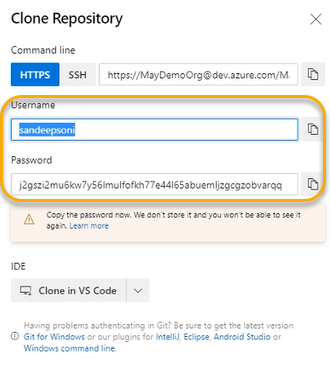 Clone Repository
Command line
HTTPS SSH https://MayDemoOrg@dev.azure.com/M
Username
sandeepsoni
Password
j2gszi2mu6kw7y56lmulfofkh77e44l65abuemljzgcgzobvarqq
Copy the password now. We don't store it and you won't be able to see it
again. Learn more
IDE
Clone in VS Code
Having problems authenticating in Git? Be sure to get the latest version
Git for Windows or our plugins for IntelliJ, Eclipse, Android Studio or
Windows command line.